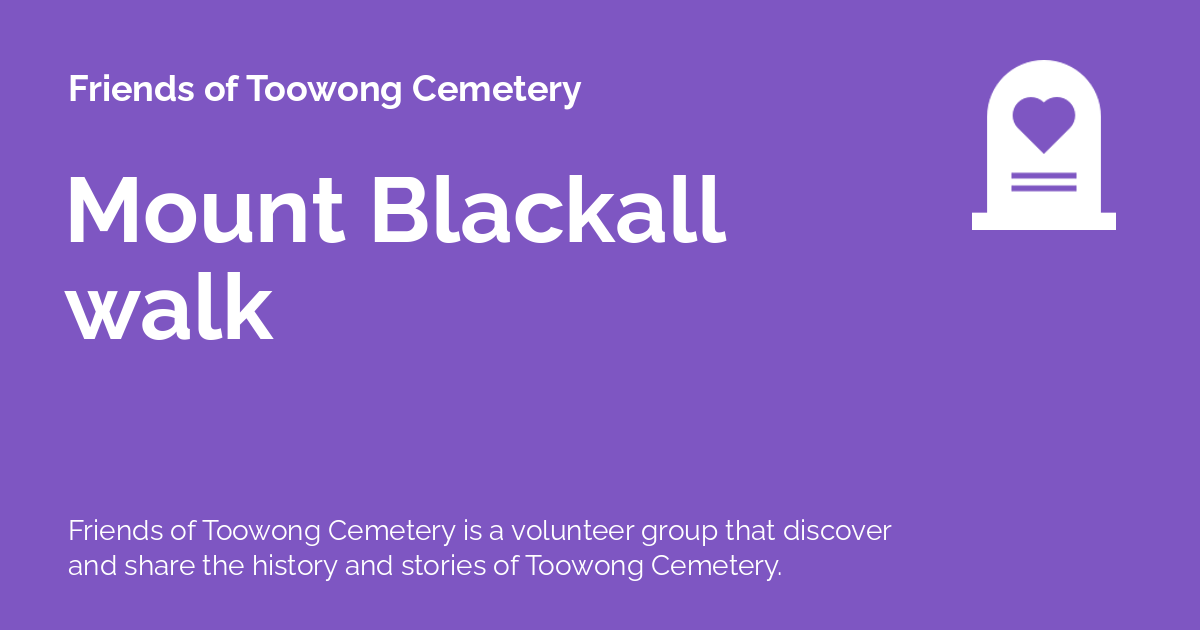 Friends of Toowong Cemetery
Mount Blackall
walk
Friends of Toowong Cemetery is a volunteer group that discover
and share the history and stories of Toowong Cemetery.